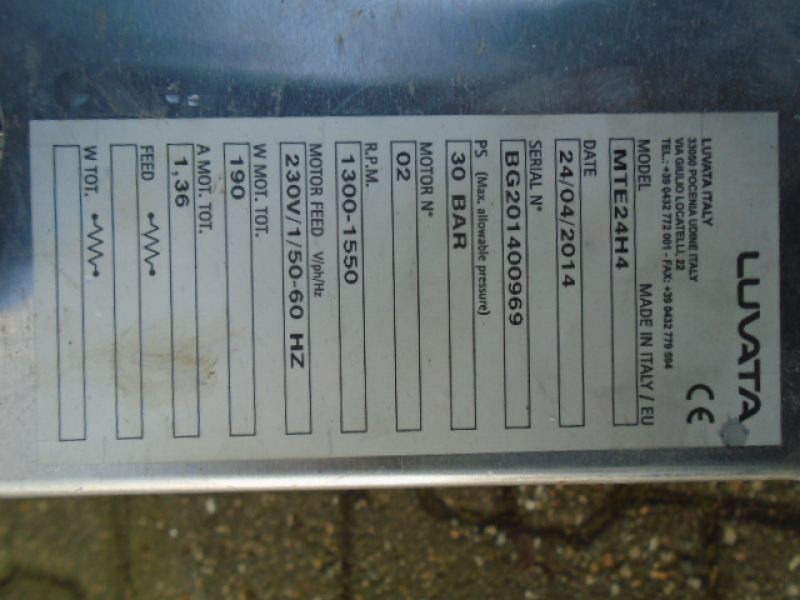 LUVATA
LUVATA ITALY
33050 POCENIA UDINE ITALY
VIA GIULIO LOCATELLI, 22
TEL.: +39 0432 772 001 - FAX: +39 0432 779 594
CE
MODEL MADE IN ITALY / EU
MTE24H4
DATE
24/04/2014
SERIAL N°
BG201400969
PS (Max. allowable pressure)
30 BAR
MOTOR N°
02
R.P.M.
1300-1550
MOTOR FEED V/ph/Hz
230V/1/50-60 HZ
W MOT. TOT.
190
A MOT. TOT.
1,36
FEED
W TOT.